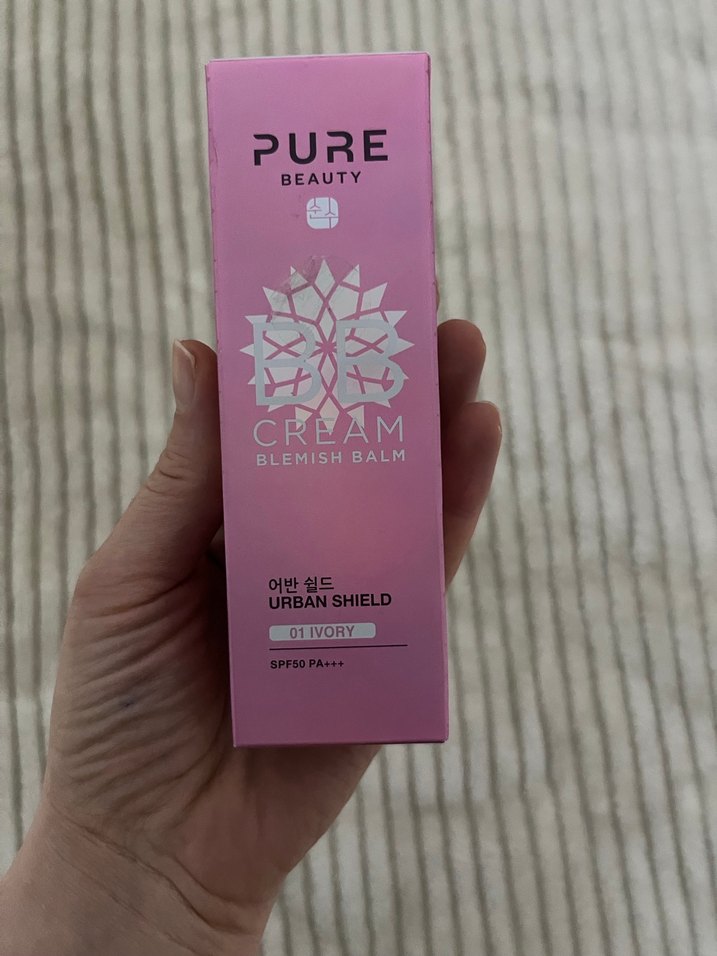 PURE
BEAUTY
순수
BB
CREAM
BLEMISH BALM
어반 쉴드
URBAN SHIELD
01 IVORY
SPF50 PA+++